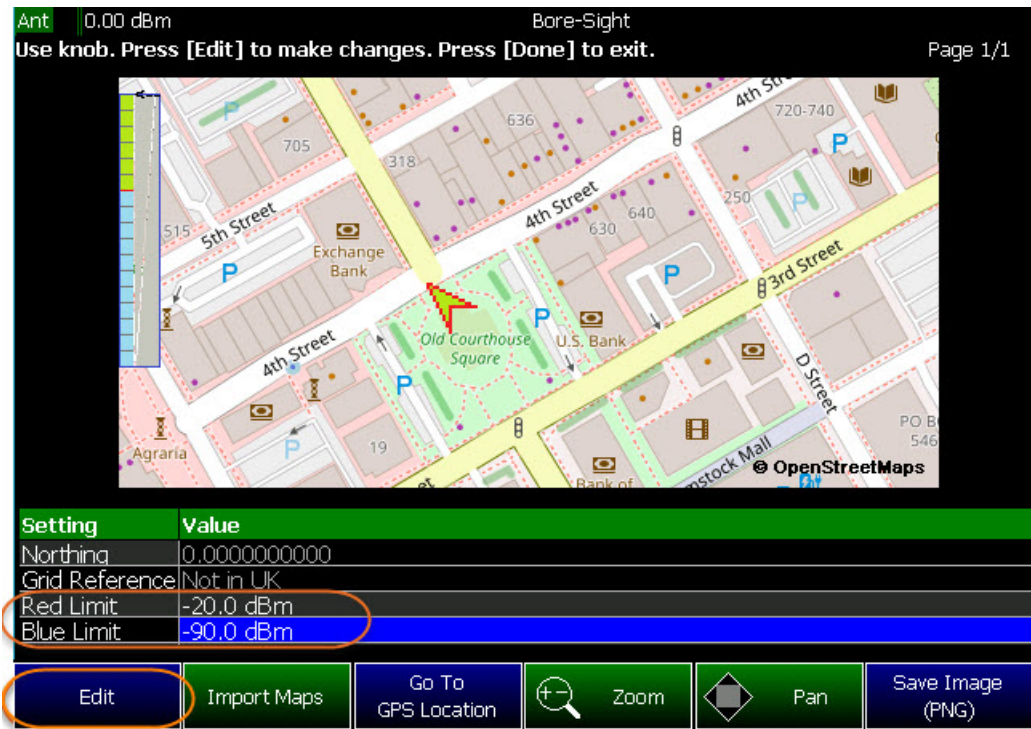 Ant 0.00 dBm Bore-Sight
Use knob. Press [Edit] to make changes. Press [Done] to exit. Page 1/1
4th
720-740
P
636
705
P
318
4th Street
640
630
250
P
515
5th Street
Exchange
Bank
P
P
3rd Street
Old Courthouse
Square
P
U.S. Bank
4th Street
P
D Street
Agraria
P
19
PO B
546
mstock Mall
© OpenStreetMaps
et
Bank of
Setting Value
Northing 0.0000000000
Grid Reference Not in UK
Red Limit -20.0 dBm
Blue Limit -90.0 dBm
Edit
Import Maps
Go To
GPS Location
Zoom
Pan
Save Image
(PNG)